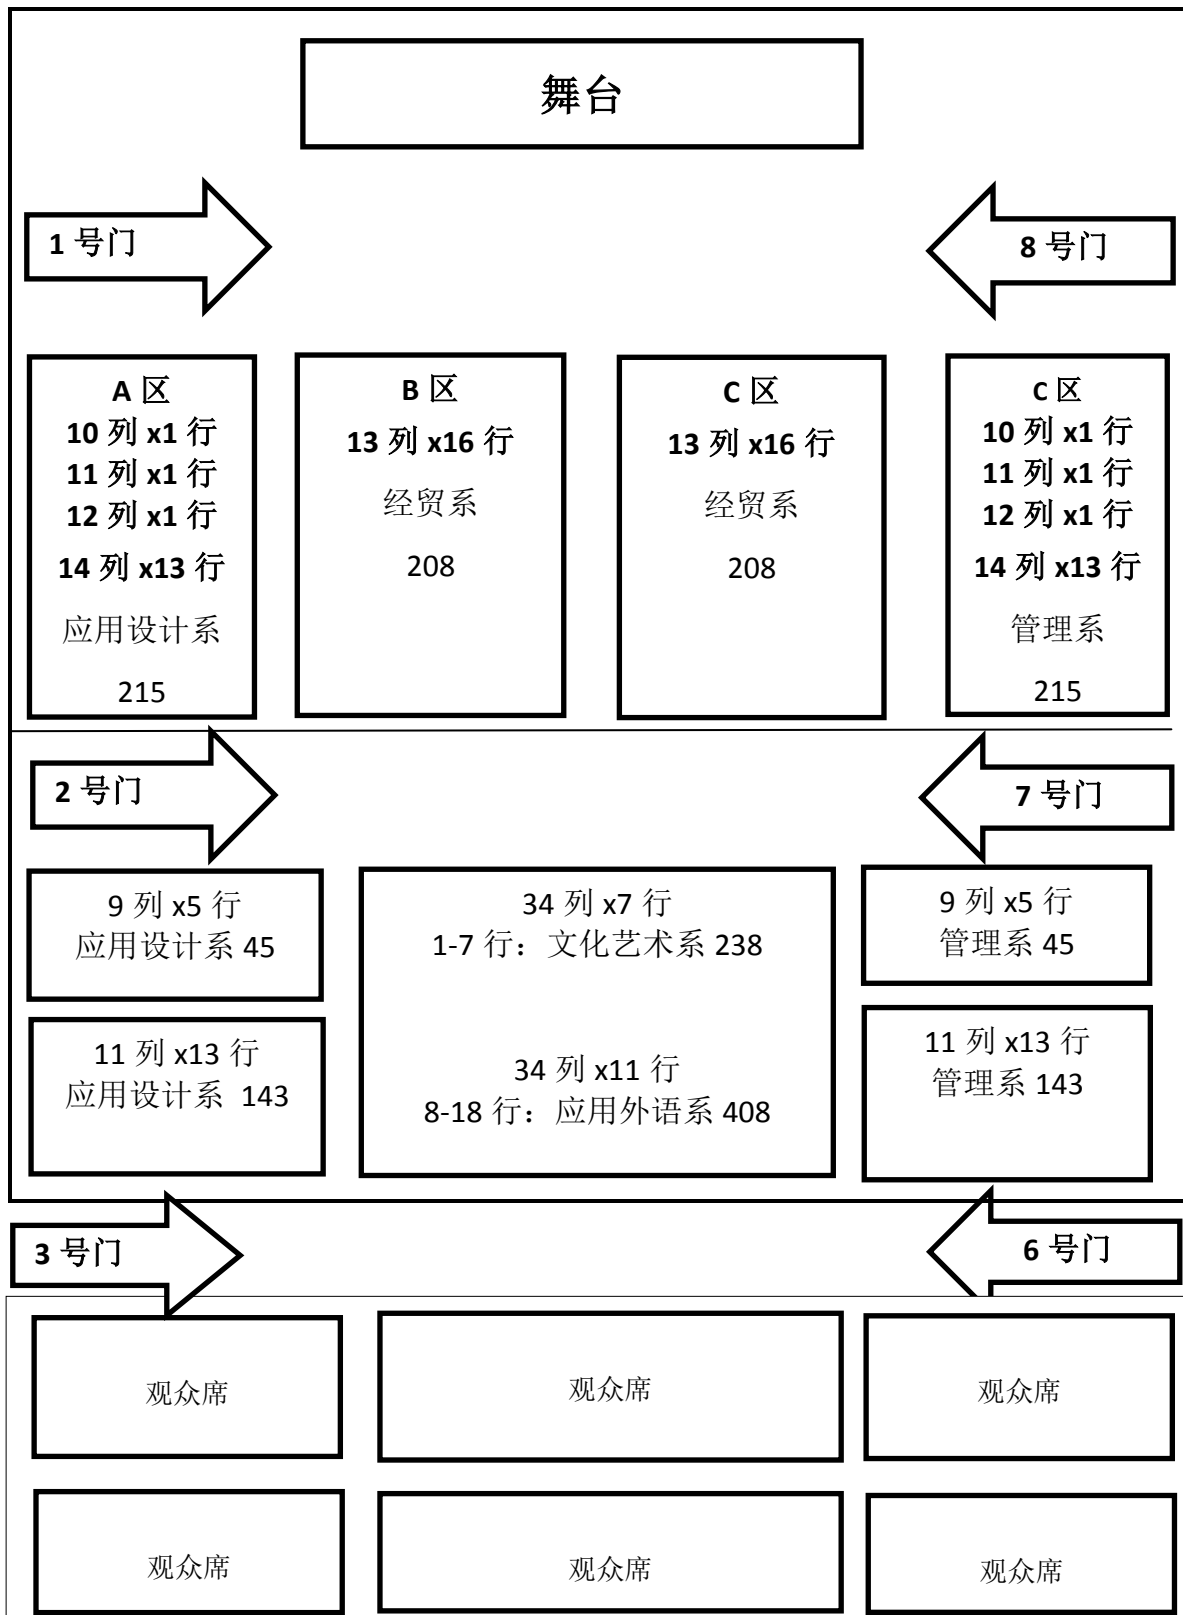 舞台
1 号门
8 号门
A 区
10 列 x1 行
11 列 x1 行
12 列 x1 行
14 列 x13 行
应用设计系
215
B 区
13 列 x16 行
经贸系
208
C 区
13 列 x16 行
经贸系
208
C 区
10 列 x1 行
11 列 x1 行
12 列 x1 行
14 列 x13 行
管理系
215
2 号门
7 号门
9 列 x5 行
应用设计系 45
11 列 x13 行
应用设计系 143
34 列 x7 行
1-7 行：文化艺术系 238
34 列 x11 行
8-18 行：应用外语系 408
9 列 x5 行
管理系 45
11 列 x13 行
管理系 143
3 号门
6 号门
观众席
观众席
观众席
观众席
观众席
观众席